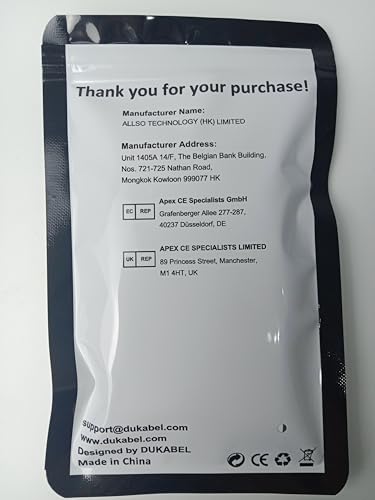 Thank you for your purchase!
Manufacturer Name:
ALLSO TECHNOLOGY (HK) LIMITED
Manufacturer Address:
Unit 1405A 14/F, The Belgian Bank Building,
Nos. 721-725 Nathan Road,
Mongkok Kowloon 999077 HK
Apex CE Specialists GmbH
EC REP
Grafenberger Allee 277-287,
40237 Düsseldorf, DE
APEX CE SPECIALISTS LIMITED
UK REP
89 Princess Street, Manchester,
M1 4HT, UK
support@dukabel.com
www.dukabel.com
Designed by DUKABEL
Made in China
CE